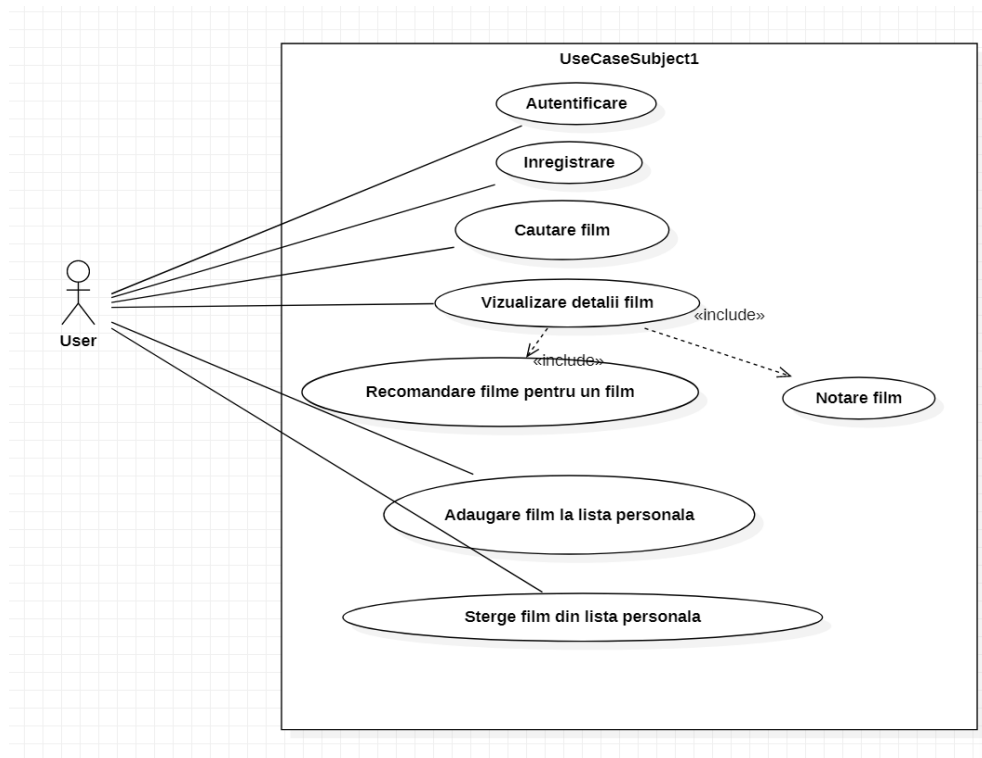 UseCaseSubject1
Autentificare
Inregistrare
Cautare film
Vizualizare detalii film
«include»
User
«include»
Recomandare filme pentru un film
Notare film
Adaugare film la lista personala
Sterge film din lista personala